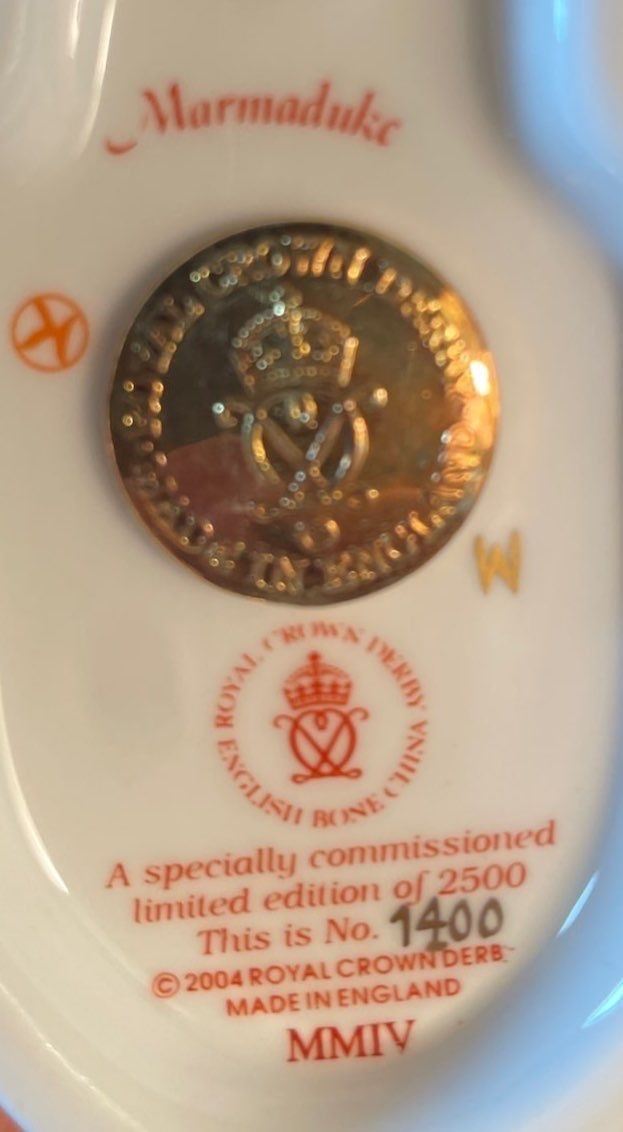 Marmaduke
ROYAL CROWN DERBY
MADE IN ENGLAND
W
ROYAL CROWN DERBY
ENGLISH BONE CHINA
A specially commissioned
limited edition of 2500
This is No. 1400
© 2004 ROYAL CROWN DERB
MADE IN ENGLAND
MMIV